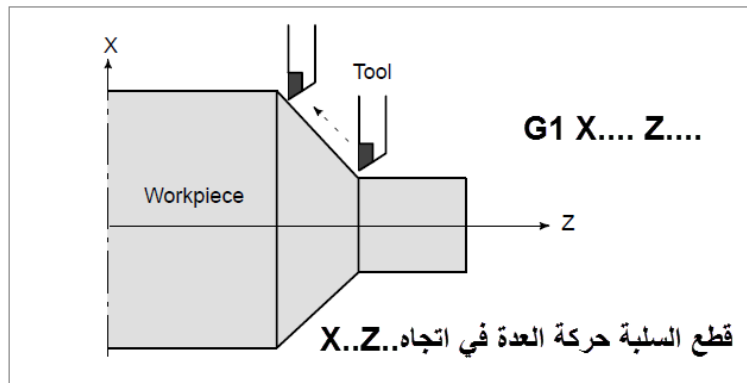 X
Tool
G1 X.... Z....
Workpiece
Z
قطع السلبة حركة العدة في اتجاه..X..Z